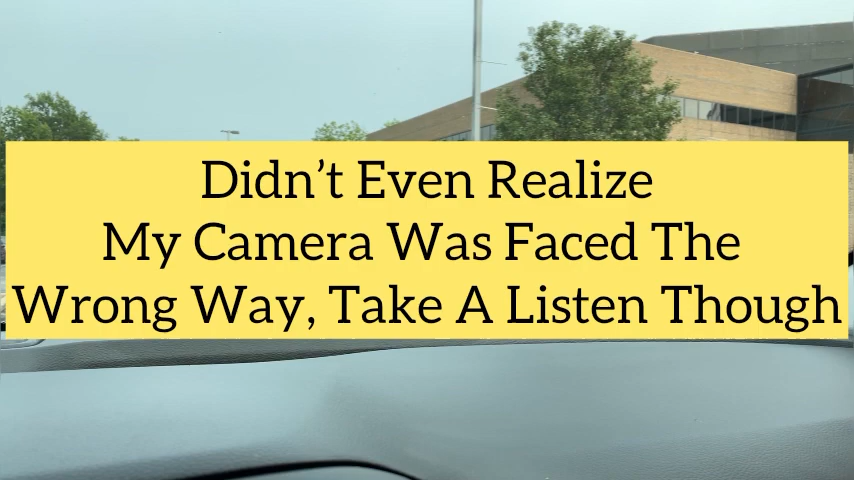 Didn’t Even Realize
My Camera Was Faced The
Wrong Way, Take A Listen Though